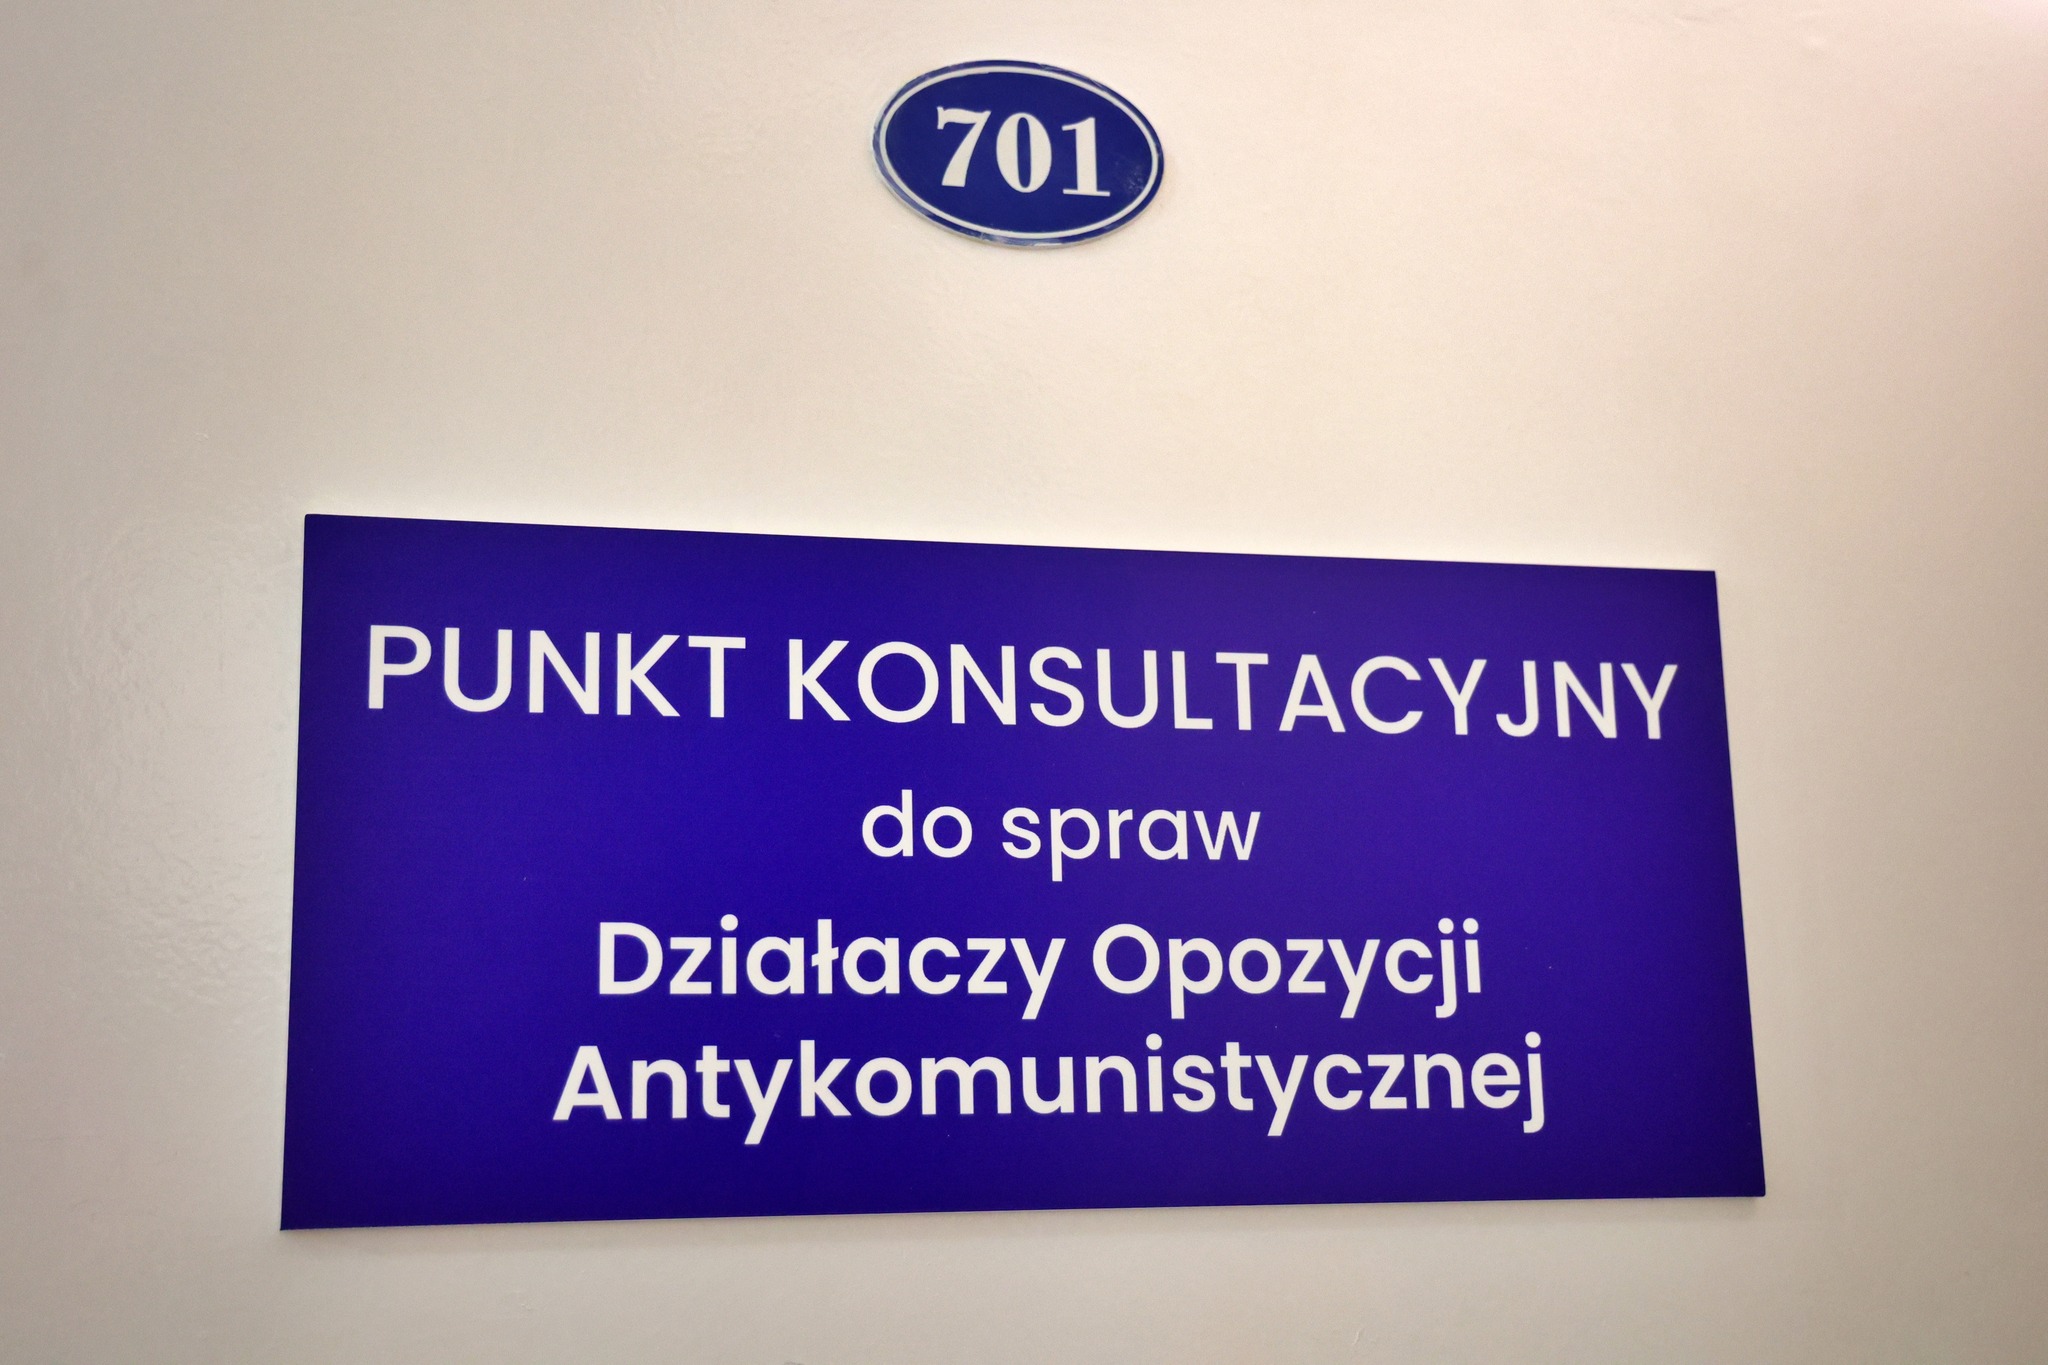 701
PUNKT KONSULTACYJNY
do spraw
Działaczy Opozycji
Antykomunistycznej